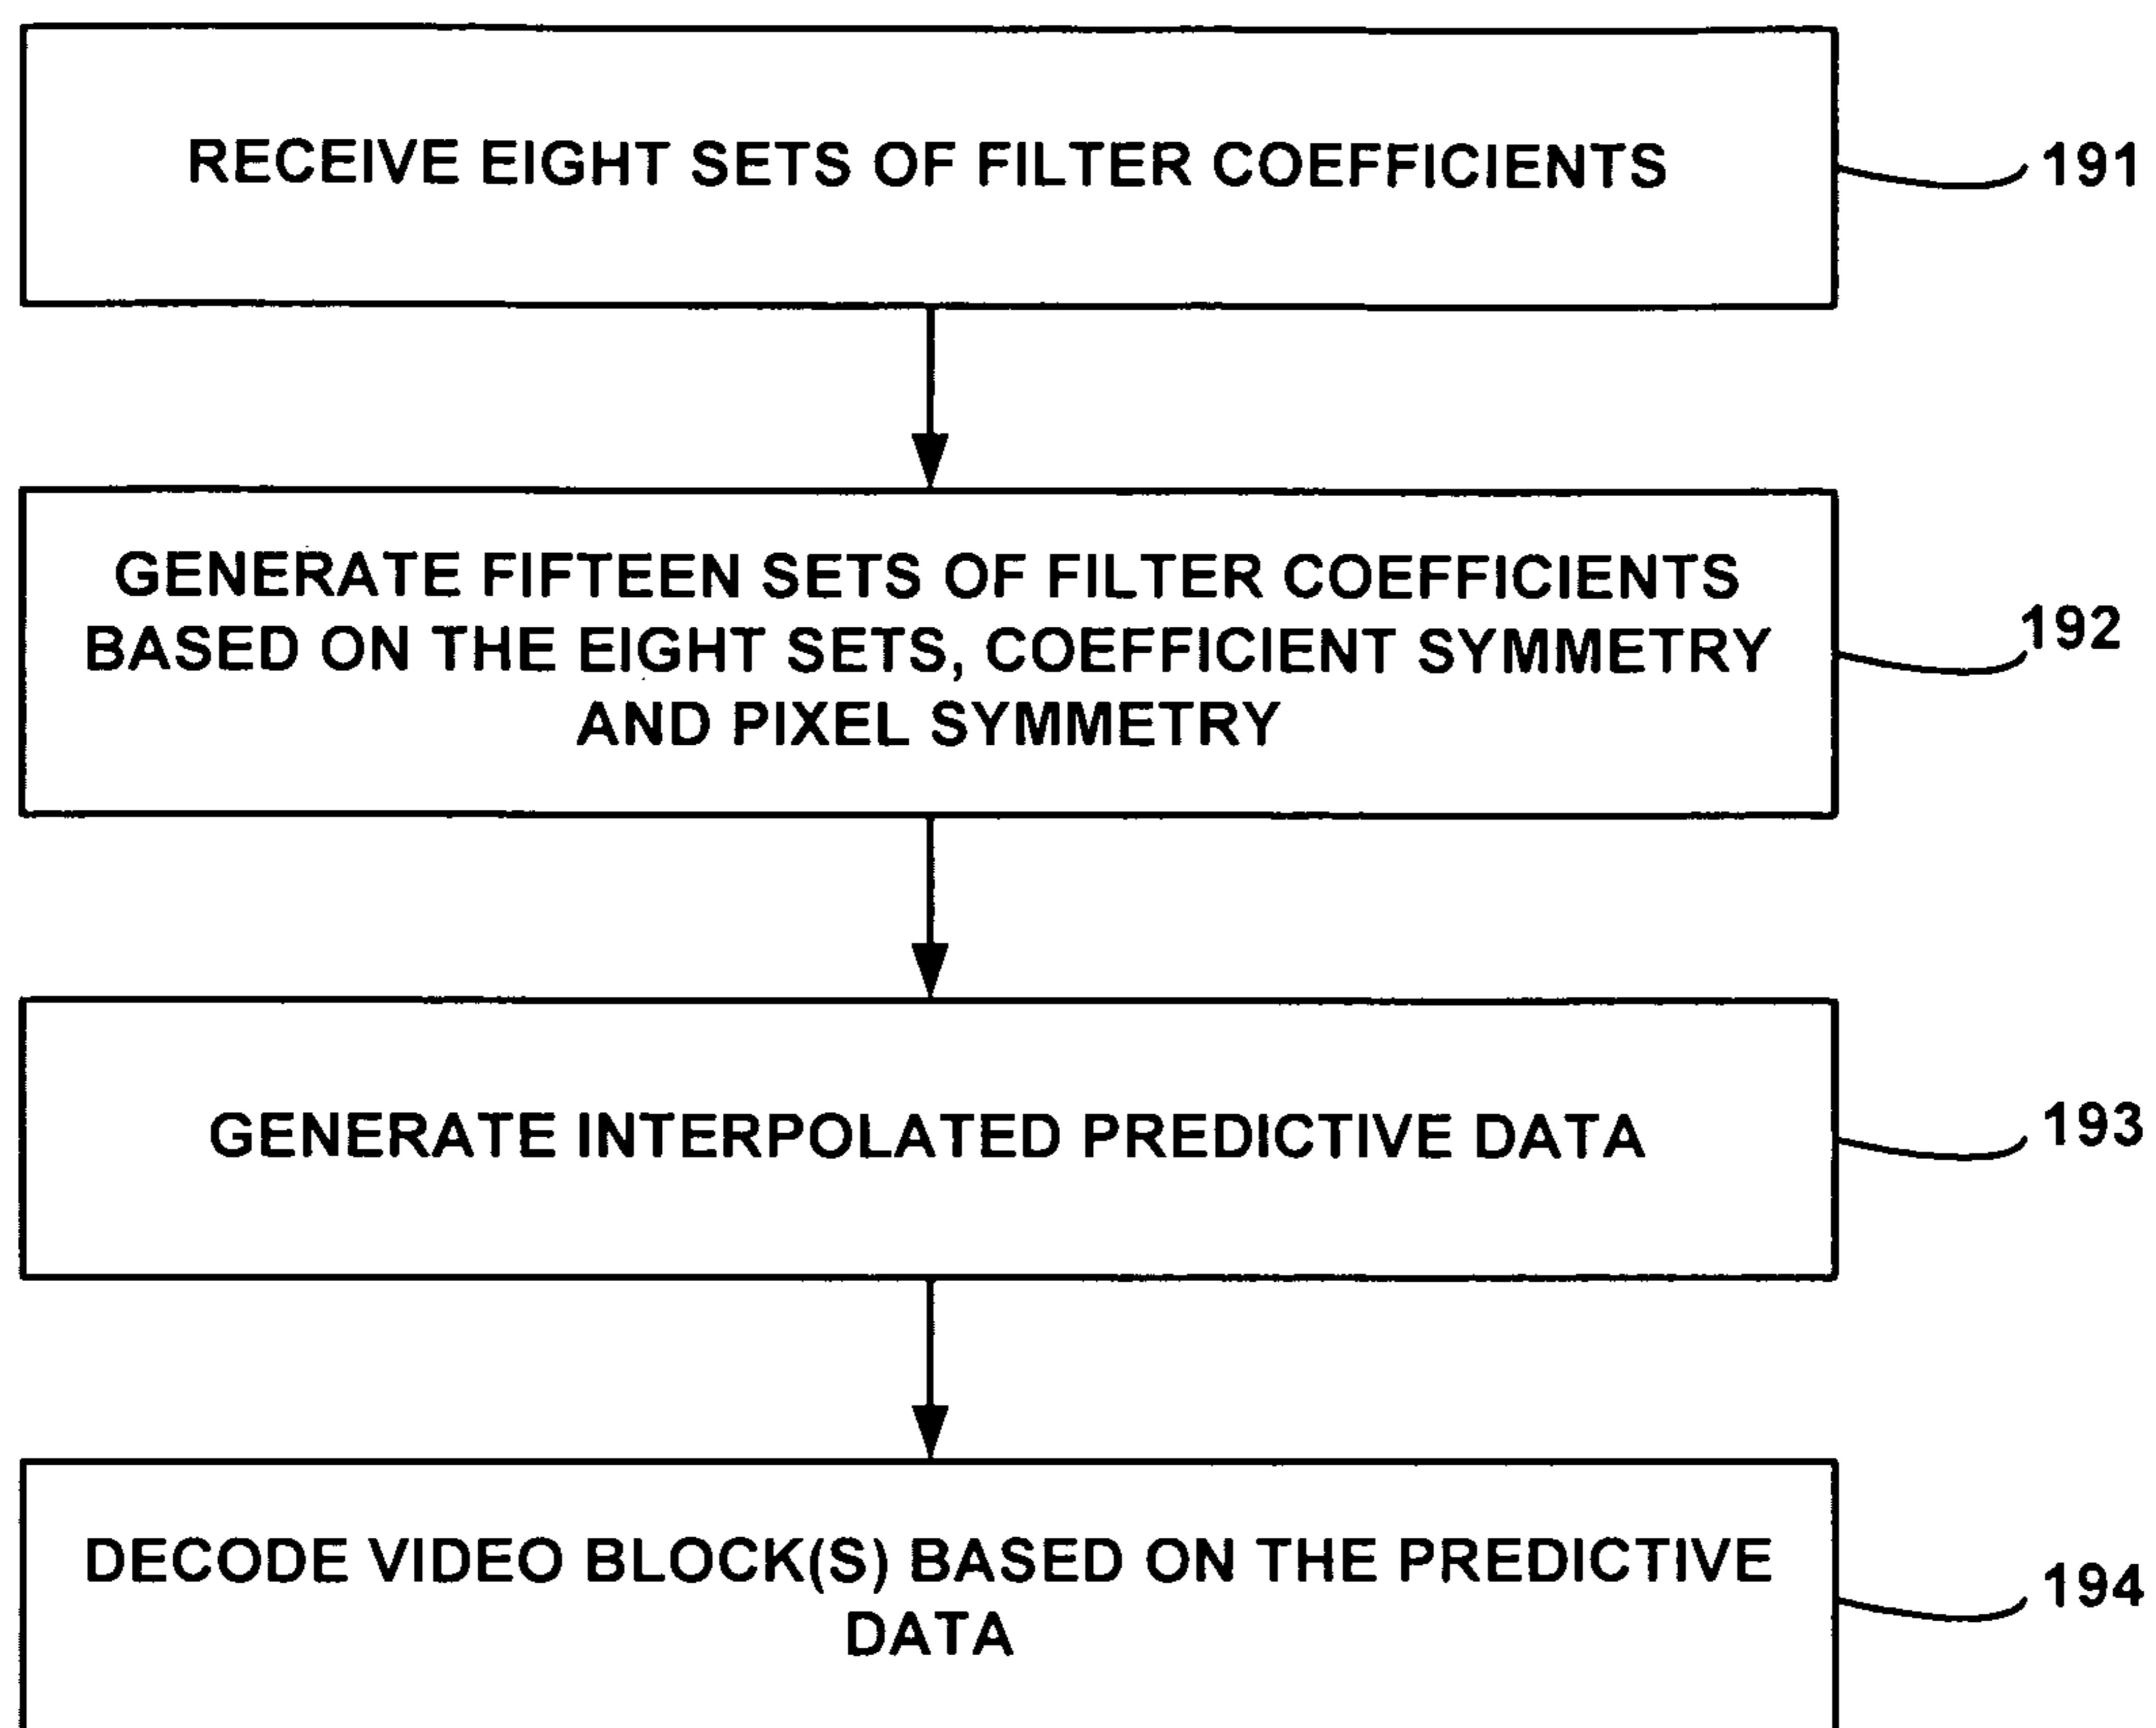 RECEIVE EIGHT SETS OF FILTER COEFFICIENTS
191
GENERATE FIFTEEN SETS OF FILTER COEFFICIENTS
BASED ON THE EIGHT SETS, COEFFICIENT SYMMETRY
AND PIXEL SYMMETRY
192
GENERATE INTERPOLATED PREDICTIVE DATA
193
DECODE VIDEO BLOCK(S) BASED ON THE PREDICTIVE
DATA
194